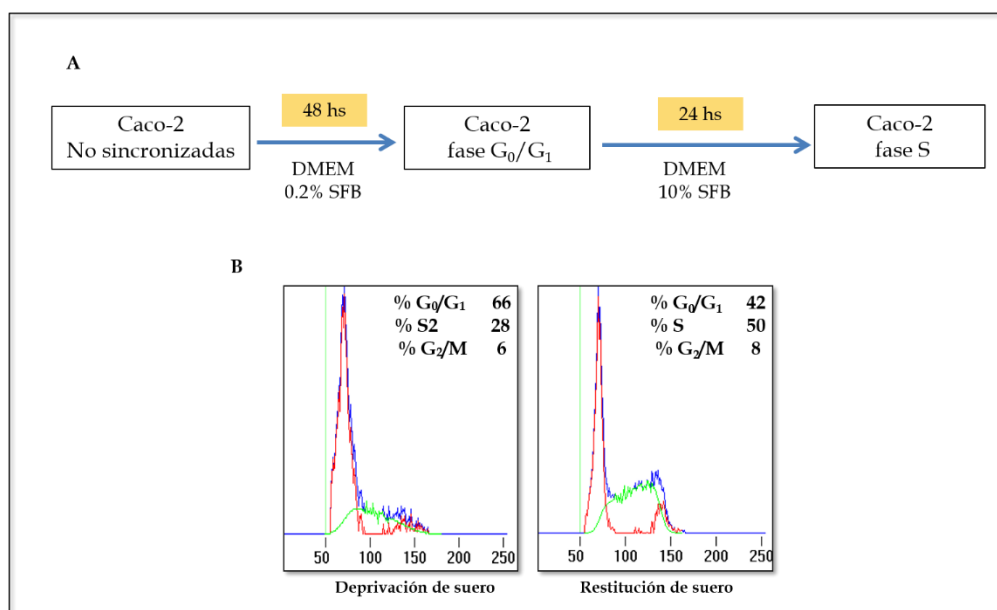 A
Caco-2
No sincronizadas
48 hs
DMEM
0.2% SFB
Caco-2
fase G₀/G₁
24 hs
DMEM
10% SFB
Caco-2
fase S
B
% G₀/G₁ 66
% S2 28
% G₂/M 6
50 100 150 200 250
Deprivación de suero
% G₀/G₁ 42
% S 50
% G₂/M 8
50 100 150 200 250
Restitución de suero